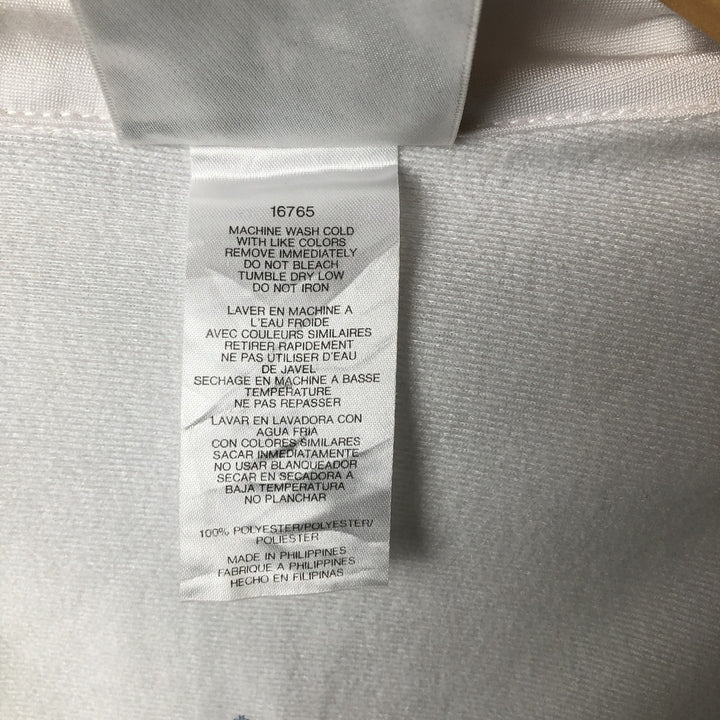 16765
MACHINE WASH COLD
WITH LIKE COLORS
REMOVE IMMEDIATELY
DO NOT BLEACH
TUMBLE DRY LOW
DO NOT IRON
LAVER EN MACHINE A
L'EAU FROIDE
AVEC COULEURS SIMILAIRES
RETIRER RAPIDEMENT
NE PAS UTILISER D'EAU
DE JAVEL
SECHAGE EN MACHINE A BASSE
TEMPERATURE
NE PAS REPASSER
LAVAR EN LAVADORA CON
AGUA FRIA
CON COLORES SIMILARES
SACAR INMEDIATAMENTE
NO USAR BLANQUEADOR
SECAR EN SECADORA A
BAJA TEMPERATURA
NO PLANCHAR
100% POLYESTER/POLYESTER/
POLIESTER
MADE IN PHILIPPINES
FABRIQUE A PHILIPPINES
HECHO EN FILIPINAS